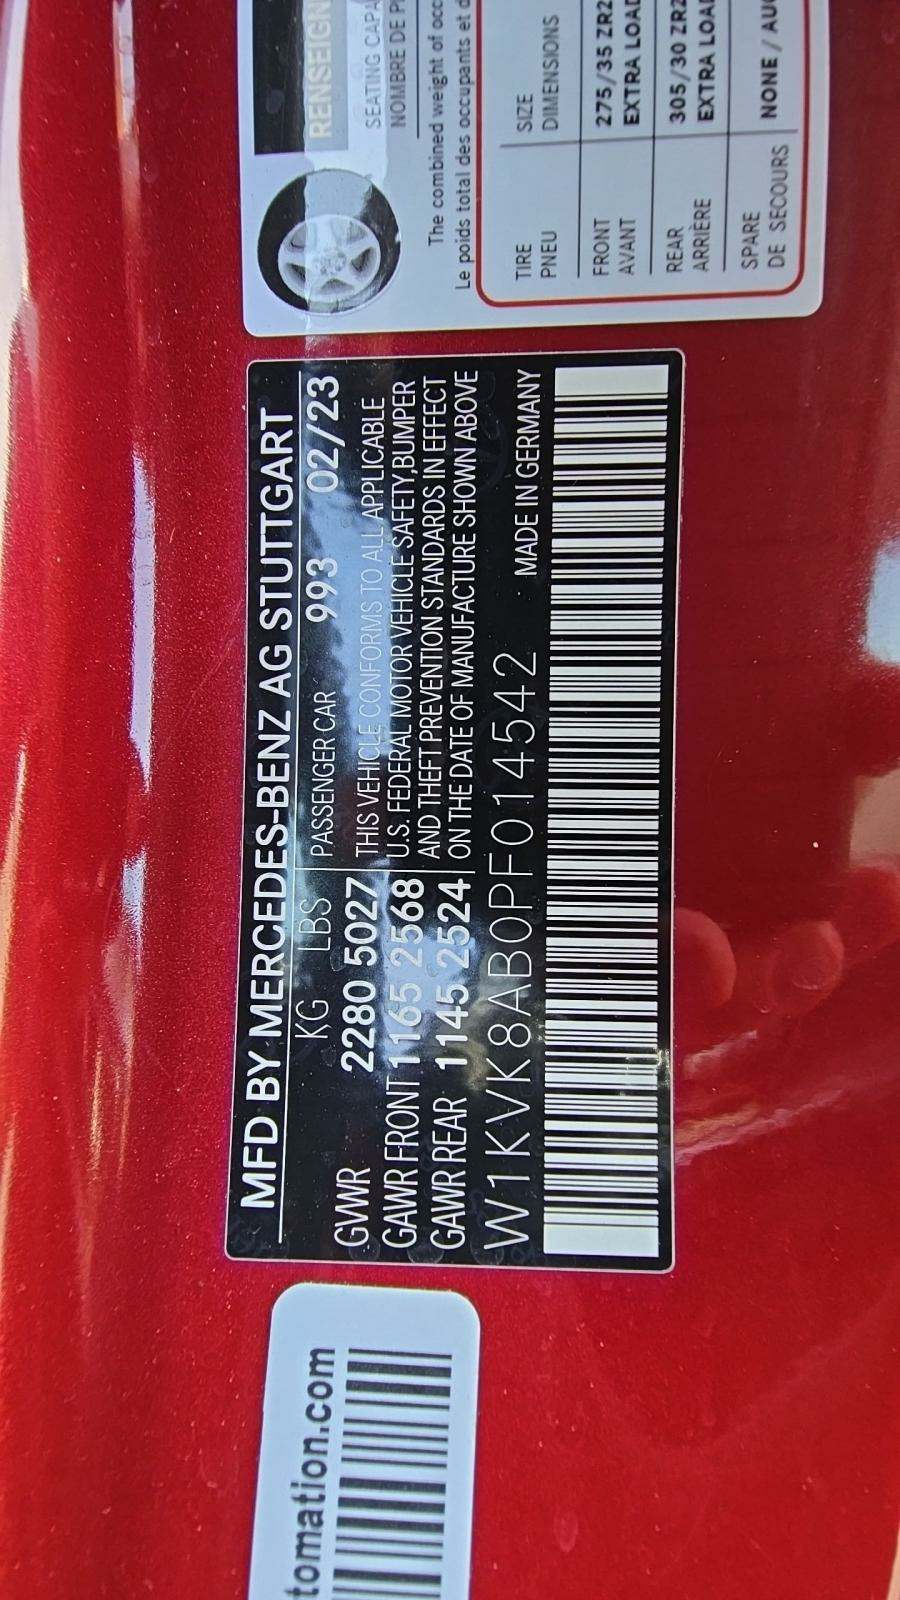 tomation.com
MFD BY MERCEDES-BENZ AG STUTTGART
KG LBS PASSENGER CAR 993 02/23
GVWR 2280 5027
GAWR FRONT 1165 2568
GAWR REAR 1145 2524
THIS VEHICLE CONFORMS TO ALL APPLICABLE
U.S. FEDERAL MOTOR VEHICLE SAFETY,BUMPER
AND THEFT PREVENTION STANDARDS IN EFFECT
ON THE DATE OF MANUFACTURE SHOWN ABOVE
W1KVK8AB0PF014542 MADE IN GERMANY
RENSEIGN
SEATING CAPA
NOMBRE DE P
The combined weight of occ
Le poids total des occupants et d
TIRE SIZE
PNEU DIMENSIONS
FRONT 275/35 ZR2
AVANT EXTRA LOAD
REAR 305/30 ZR2
ARRIÈRE EXTRA LOAD
SPARE NONE / AUC
DE SECOURS